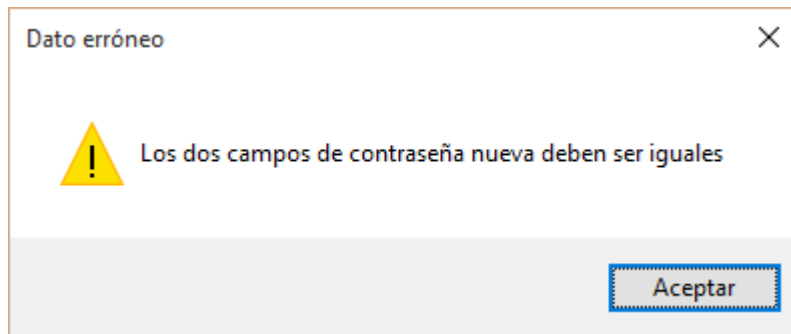 Dato erróneo
Los dos campos de contraseña nueva deben ser iguales
Aceptar